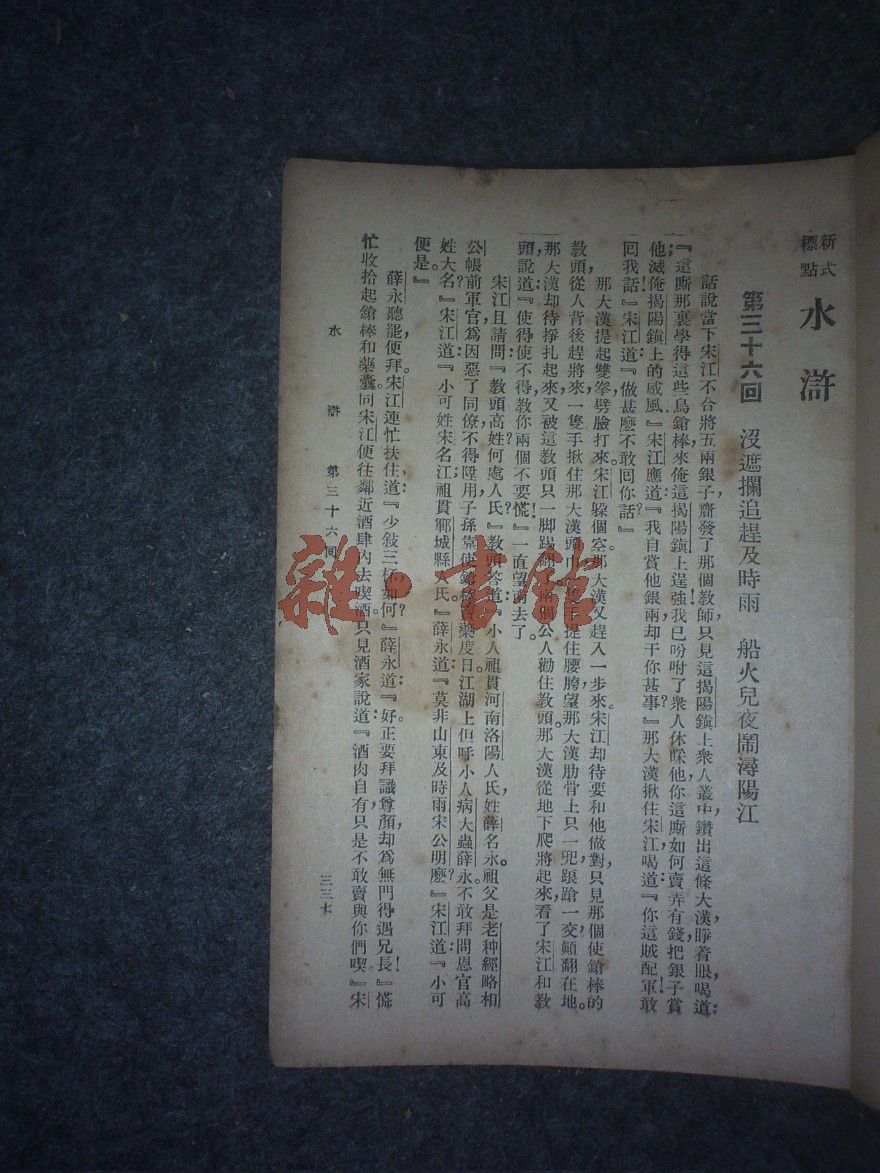 新式
標點
水滸
第三十六回　沒遮攔追趕及時雨　船火兒夜鬧潯陽江
話說當下宋江不合將五兩銀子齎發了那個教師只見這揭陽鎮上衆人叢中鑽出這條大漢，睜着眼，喝道：
『這廝那裏學得這些鳥鎗棒來俺這揭陽鎮上逞強我已吩咐了衆人休睬他你這廝如何賣弄有錢把銀子賞
他；滅俺揭陽鎮上的威風！』宋江應道：『我自賞他銀兩却干你甚事？』那大漢揪住宋江喝道：『你這賊配軍敢
回我話！』宋江道：『做甚麽不敢回你話？』
那大漢提起雙拳劈臉打來宋江躱個空。那大漢又趕入一步來。宋江却待要和他做對，只見那個使鎗棒的
教頭從人背後趕將來，一隻手揪住那大漢頭巾 手提住腰胯望那大漢肋骨上只一兜，踉蹌一交，顚翻在地。
那大漢却待掙扎起來，又被這教頭只一脚踢 個公人勸住教頭。那大漢從地下爬將起來，看了宋江和教
頭，說道：『使得使不得，教你兩個不要慌！』一直望南去了。
宋江且請問：『教頭高姓何處人氏？』教頭答道：『小人祖貫河南洛陽人氏，姓薛名永。祖父是老种經略相
公帳前軍官，爲因惡了同僚，不得陞用，子孫靠使鎗棒賣藥度日。江湖上但呼小人病大蟲薛永。不敢拜問恩官高
姓大名？』宋江道：『小可姓宋名江，祖貫鄆城縣人氏。』薛永道：『莫非山東及時雨宋公明麽？』宋江道：『小可
便是。』
薛永聽罷，便拜。宋江連忙扶住道：『少敍三杯，如何？』薛永道：『好。正要拜識尊顏，却爲無門得遇兄長！』慌
忙收拾起鎗棒和藥囊同宋江便往鄰近酒肆內去喫酒。只見酒家說道：『酒肉自有，只是不敢賣與你們喫。』宋
水滸　第三十六回　三三七
雜·書館